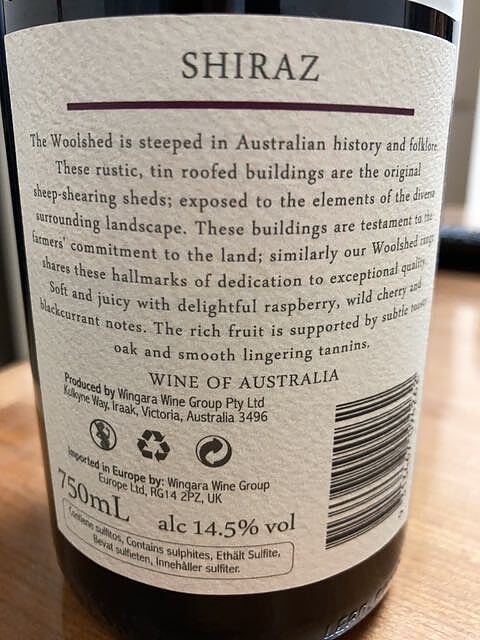 SHIRAZ
The Woolshed is steeped in Australian history and folklore.
These rustic, tin roofed buildings are the original
sheep-shearing sheds; exposed to the elements of the diverse
surrounding landscape. These buildings are testament to the
farmers' commitment to the land; similarly our Woolshed range
shares these hallmarks of dedication to exceptional quality.
Soft and juicy with delightful raspberry, wild cherry and
blackcurrant notes. The rich fruit is supported by subtle toasty
oak and smooth lingering tannins.
WINE OF AUSTRALIA
Produced by Wingara Wine Group Pty Ltd
Kulkyne Way, Iraak, Victoria, Australia 3496
Imported in Europe by: Wingara Wine Group
Europe Ltd, RG14 2PZ, UK
750mL
alc 14.5% vol
Contiene sulfitos, Contains sulphites, Ethält Sulfite,
Bevat sulfieten, Innehåller sulfiter.